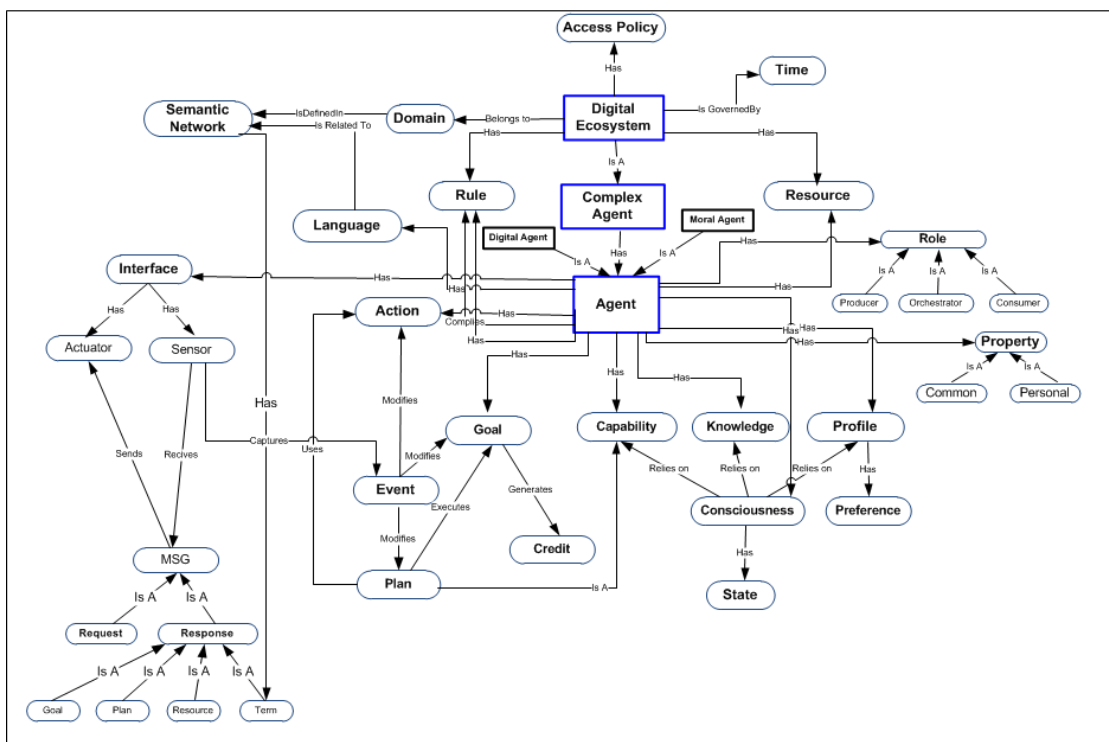 Access Policy
Has
Time
Is GovernedBy
Semantic
Network
IsDefinedIn
Domain
Belongs to
Digital
Ecosystem
Is Related To
Has
Has
Is A
Rule
Complex
Agent
Resource
Language
Digital Agent
Moral Agent
Has
Is A
Is A
Has
Role
Is A
Is A
Is A
Producer
Orchestrator
Consumer
Interface
Has
Has
Has
Agent
Has
Has
Actuator
Sensor
Action
Has
Complies
Has
Has
Has
Has
Property
Is A
Is A
Common
Personal
Has
Has
Has
Modifies
Has
Goal
Capability
Knowledge
Profile
Captures
Uses
Modifies
Sends
Recives
Relies on
Relies on
Relies on
Has
Event
Executes
Generates
Consciousness
Preference
Modifies
Credit
Has
MSG
Plan
Is A
State
Is A
Is A
Request
Response
Is A
Is A
Is A
Is A
Goal
Plan
Resource
Term